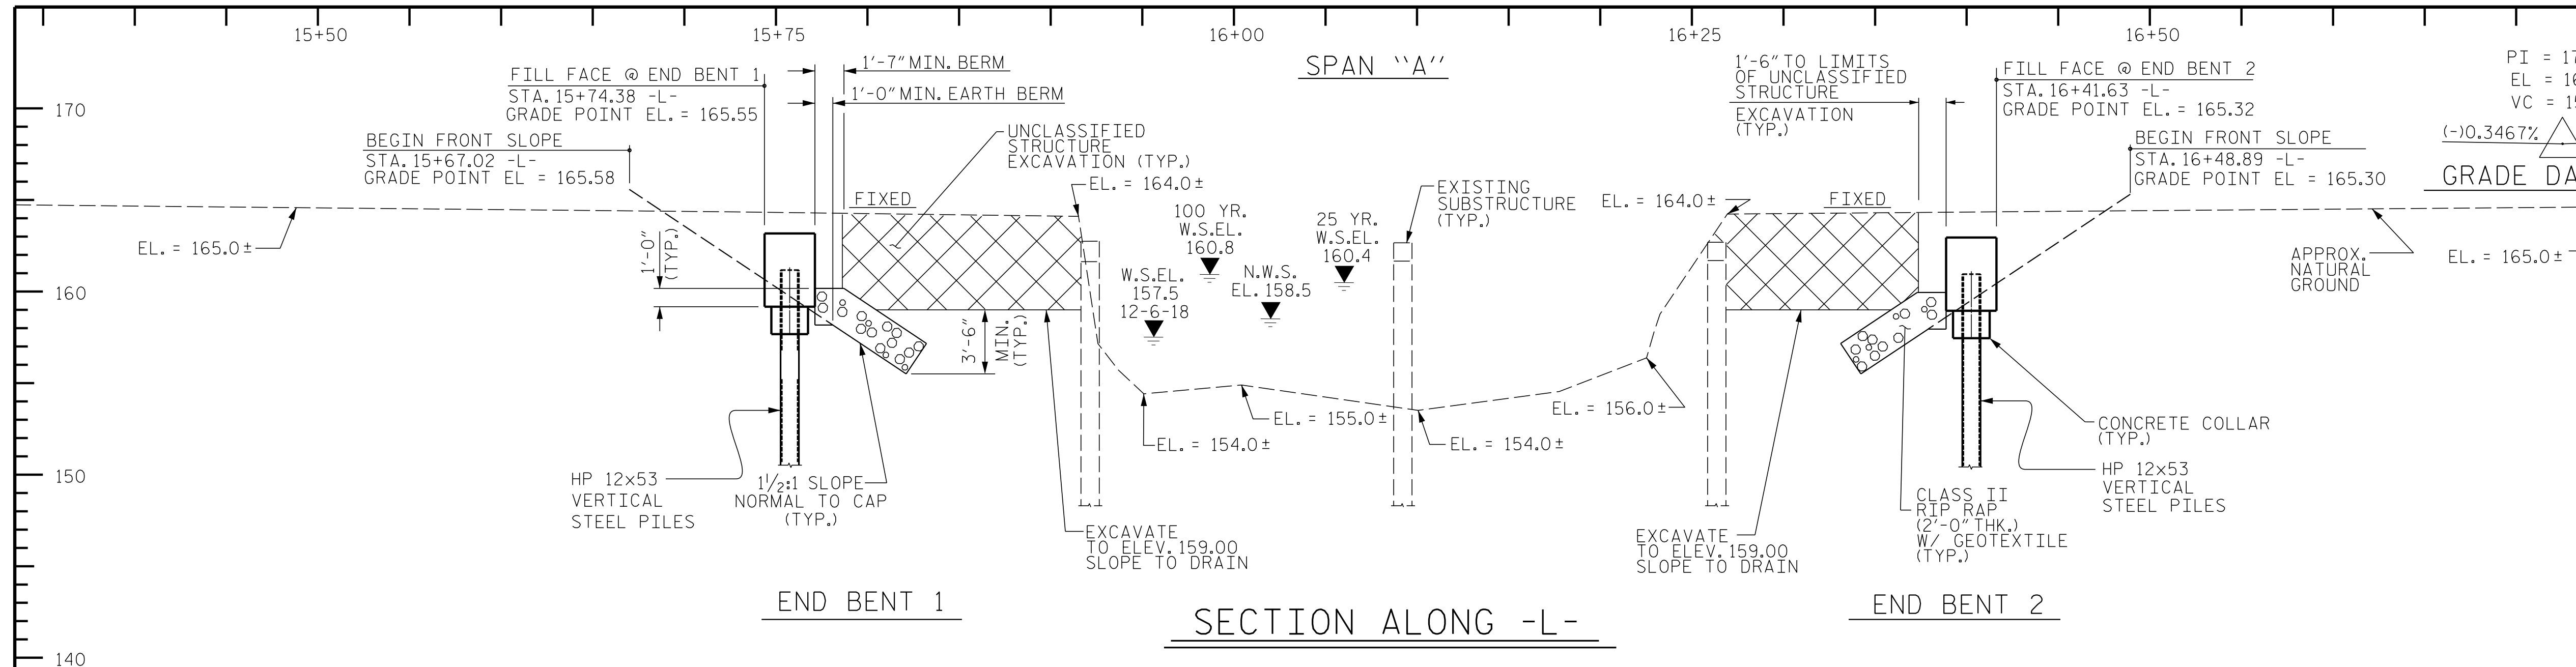 15+50
15+75
16+00
16+25
16+50
170
160
150
140
SPAN "A"
FILL FACE @ END BENT 1
STA. 15+74.38 -L-
GRADE POINT EL. = 165.55
BEGIN FRONT SLOPE
STA. 15+67.02 -L-
GRADE POINT EL = 165.58
1'-7" MIN. BERM
1'-0" MIN. EARTH BERM
UNCLASSIFIED
STRUCTURE
EXCAVATION (TYP.)
EL. = 164.0±
FIXED
EL. = 165.0±
1'-0"
(TYP.)
100 YR.
W.S.EL.
160.8
25 YR.
W.S.EL.
160.4
W.S.EL.
157.5
12-6-18
N.W.S.
EL. 158.5
EXISTING
SUBSTRUCTURE
(TYP.)
EL. = 164.0±
1'-6" TO LIMITS
OF UNCLASSIFIED
STRUCTURE
EXCAVATION
(TYP.)
FIXED
FILL FACE @ END BENT 2
STA. 16+41.63 -L-
GRADE POINT EL. = 165.32
BEGIN FRONT SLOPE
STA. 16+48.89 -L-
GRADE POINT EL = 165.30
PI = 17
EL = 16
VC = 15
(-)0.3467%
GRADE DA
APPROX.
NATURAL
GROUND
EL. = 165.0±
3'-6"
MIN.
(TYP.)
EL. = 154.0±
EL. = 155.0±
EL. = 154.0±
EL. = 156.0±
HP 12x53
VERTICAL
STEEL PILES
1 1/2:1 SLOPE
NORMAL TO CAP
(TYP.)
EXCAVATE
TO ELEV. 159.00
SLOPE TO DRAIN
EXCAVATE
TO ELEV. 159.00
SLOPE TO DRAIN
CLASS II
RIP RAP
(2'-0" THK.)
W/ GEOTEXTILE
(TYP.)
CONCRETE COLLAR
(TYP.)
HP 12x53
VERTICAL
STEEL PILES
END BENT 1
SECTION ALONG -L-
END BENT 2